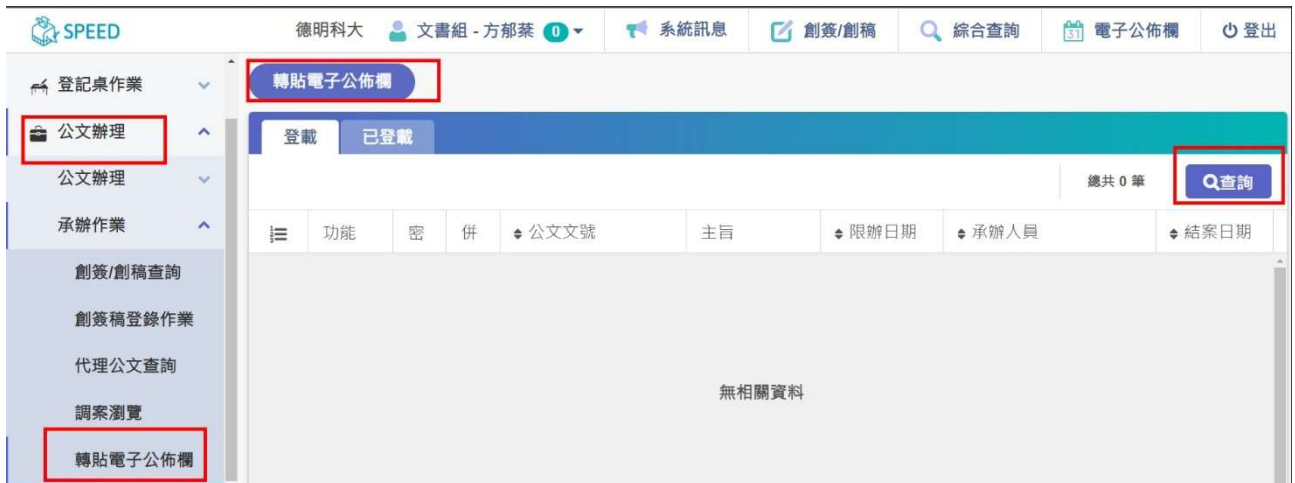 SPEED 德明科大 文書組 - 方郁棻 0 系統訊息 創簽/創稿 綜合查詢 31 電子公佈欄 登出
登記桌作業
公文辦理
公文辦理
承辦作業
創簽/創稿查詢
創簽稿登錄作業
代理公文查詢
調案瀏覽
轉貼電子公佈欄
轉貼電子公佈欄
登載 已登載
總共 0 筆 查詢
功能 密 併 公文文號 主旨 限辦日期 承辦人員 結案日期
無相關資料